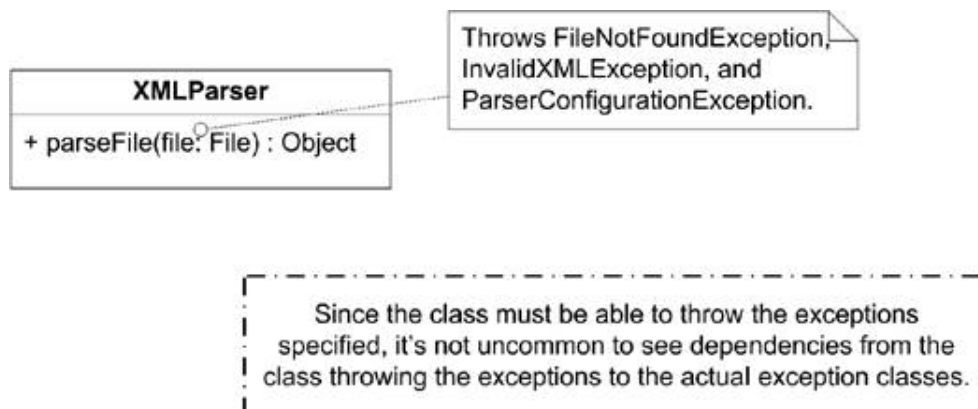 XMLParser
+ parseFile(file: File) : Object
Throws FileNotFoundException,
InvalidXMLException, and
ParserConfigurationException.
Since the class must be able to throw the exceptions
specified, it's not uncommon to see dependencies from the
class throwing the exceptions to the actual exception classes.